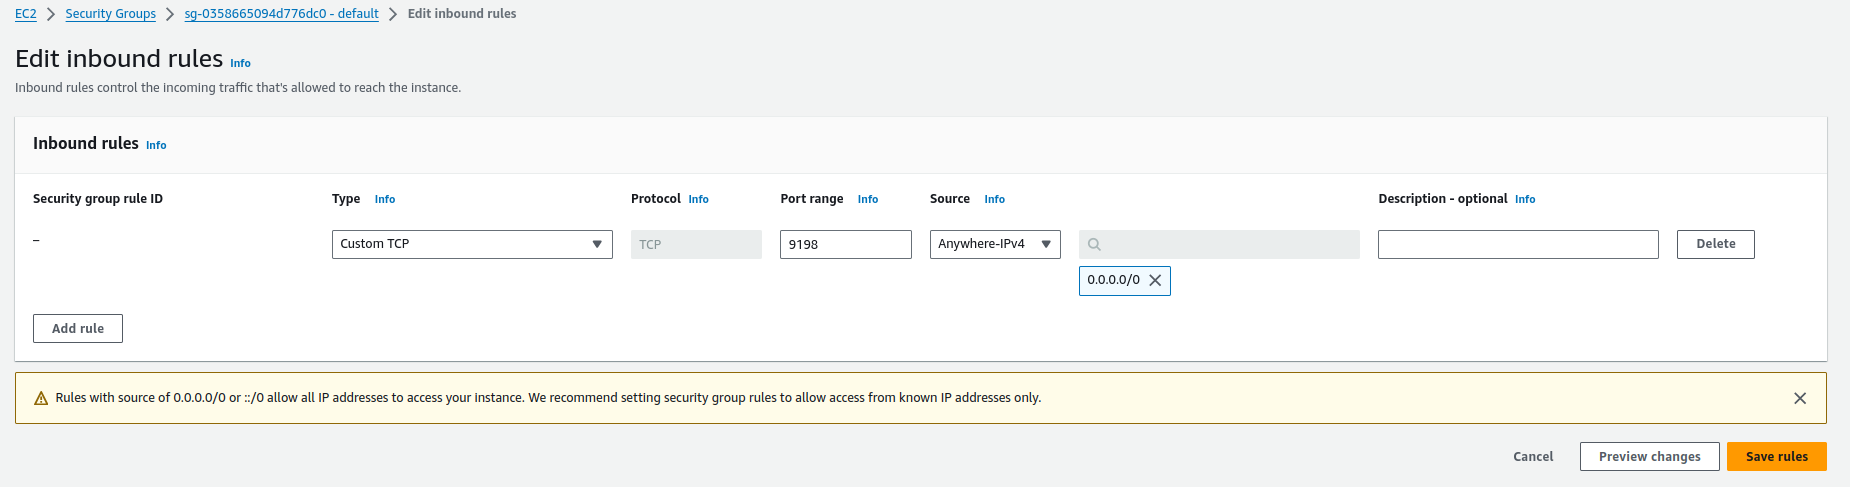 EC2 > Security Groups > sg-0358665094d776dc0 - default > Edit inbound rules
Edit inbound rules Info
Inbound rules control the incoming traffic that's allowed to reach the instance.
Inbound rules Info
Security group rule ID Type Info Protocol Info Port range Info Source Info Description - optional Info
– Custom TCP TCP 9198 Anywhere-IPv4 Delete
0.0.0.0/0
Add rule
Rules with source of 0.0.0.0/0 or ::/0 allow all IP addresses to access your instance. We recommend setting security group rules to allow access from known IP addresses only.
Cancel Preview changes Save rules